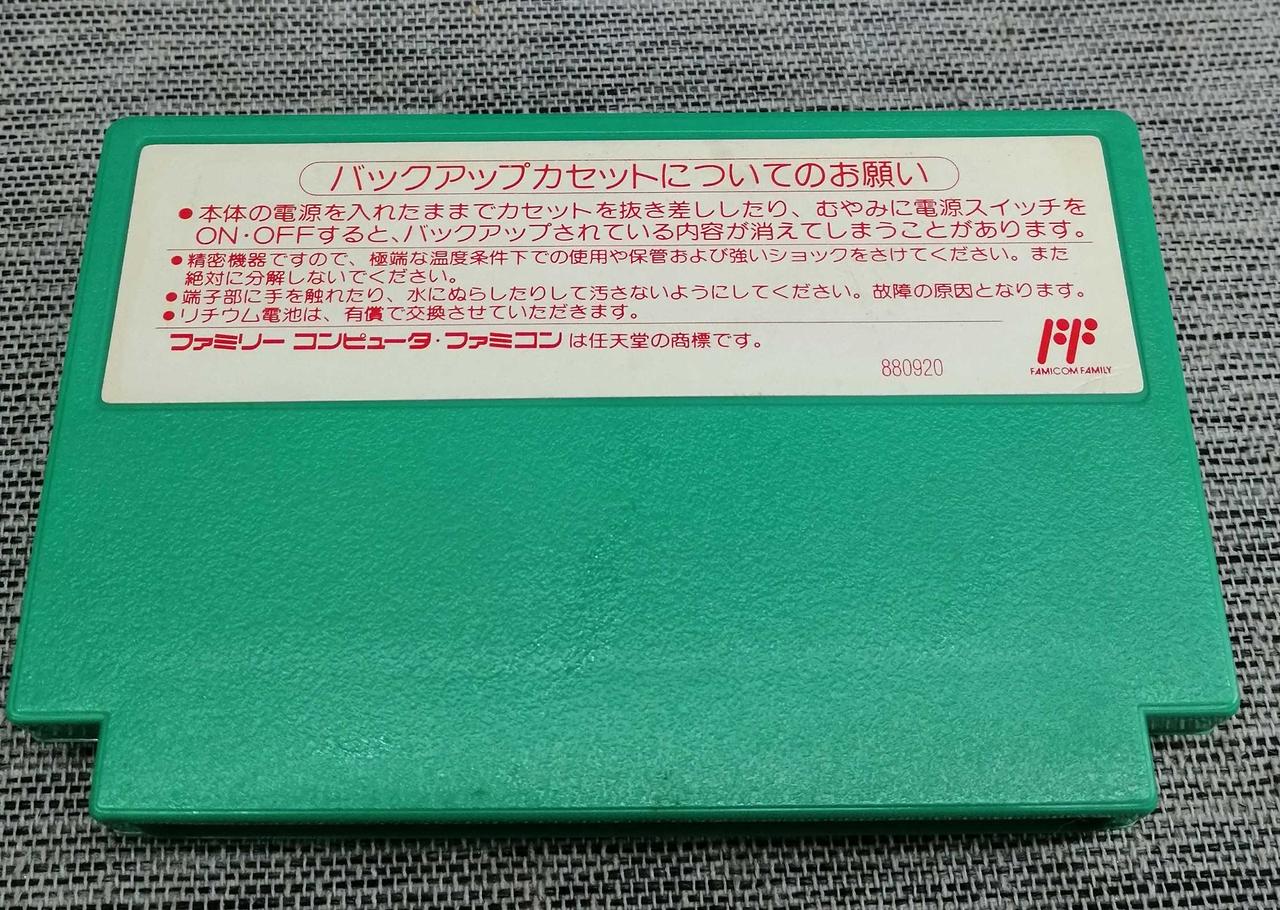 バックアップカセットについてのお願い
●本体の電源を入れたままでカセットを抜き差ししたり、むやみに電源スイッチを
ON・OFFすると、バックアップされている内容が消えてしまうことがあります。
●精密機器ですので、極端な温度条件下での使用や保管および強いショックをさけてください。また
絶対に分解しないでください。
●端子部に手を触れたり、水にぬらしたりして汚さないようにしてください。故障の原因となります。
●リチウム電池は、有償で交換させていただきます。
ファミリー コンピュータ・ファミコンは任天堂の商標です。
880920
FF
FAMICOM FAMILY